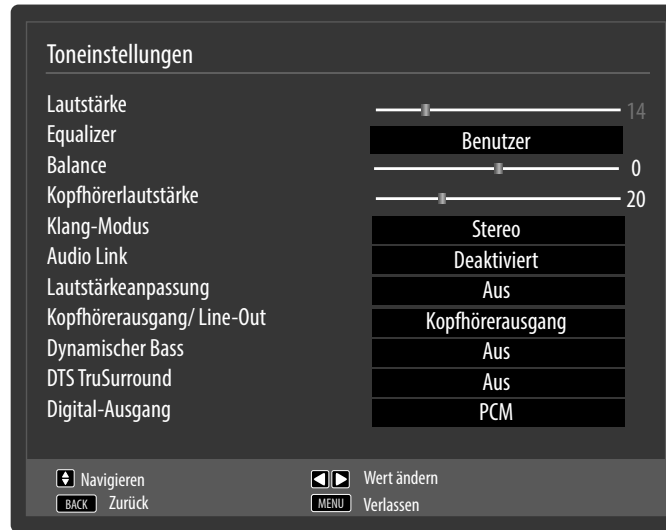 Toneinstellungen
Lautstärke 14
Equalizer Benutzer
Balance 0
Kopfhörerlautstärke 20
Klang-Modus Stereo
Audio Link Deaktiviert
Lautstärkeanpassung Aus
Kopfhörerausgang/ Line-Out Kopfhörerausgang
Dynamischer Bass Aus
DTS TruSurround Aus
Digital-Ausgang PCM
Navigieren Wert ändern
BACK Zurück MENU Verlassen